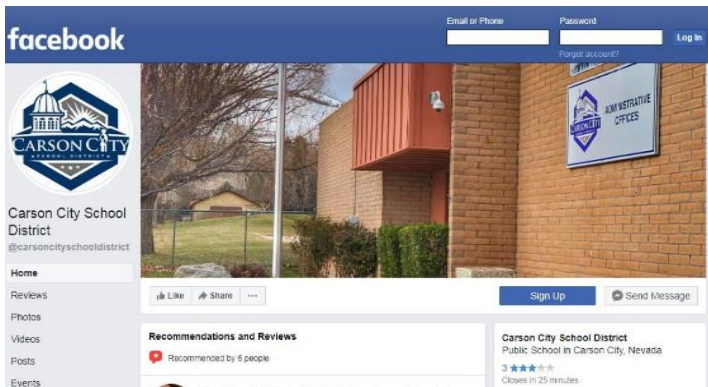 facebook
Email or Phone
Password
Log In
Forgot account?
CARSON CITY
SCHOOL DISTRICT
CARSON CITY
ADMINISTRATIVE
OFFICES
Carson City School
District
@carsoncityschooldistrict
Home
Reviews
Photos
Videos
Posts
Events
Like
Share
...
Sign Up
Send Message
Recommendations and Reviews
Recommended by 6 people
Carson City School District
Public School in Carson City, Nevada
3
Closes in 25 minutes